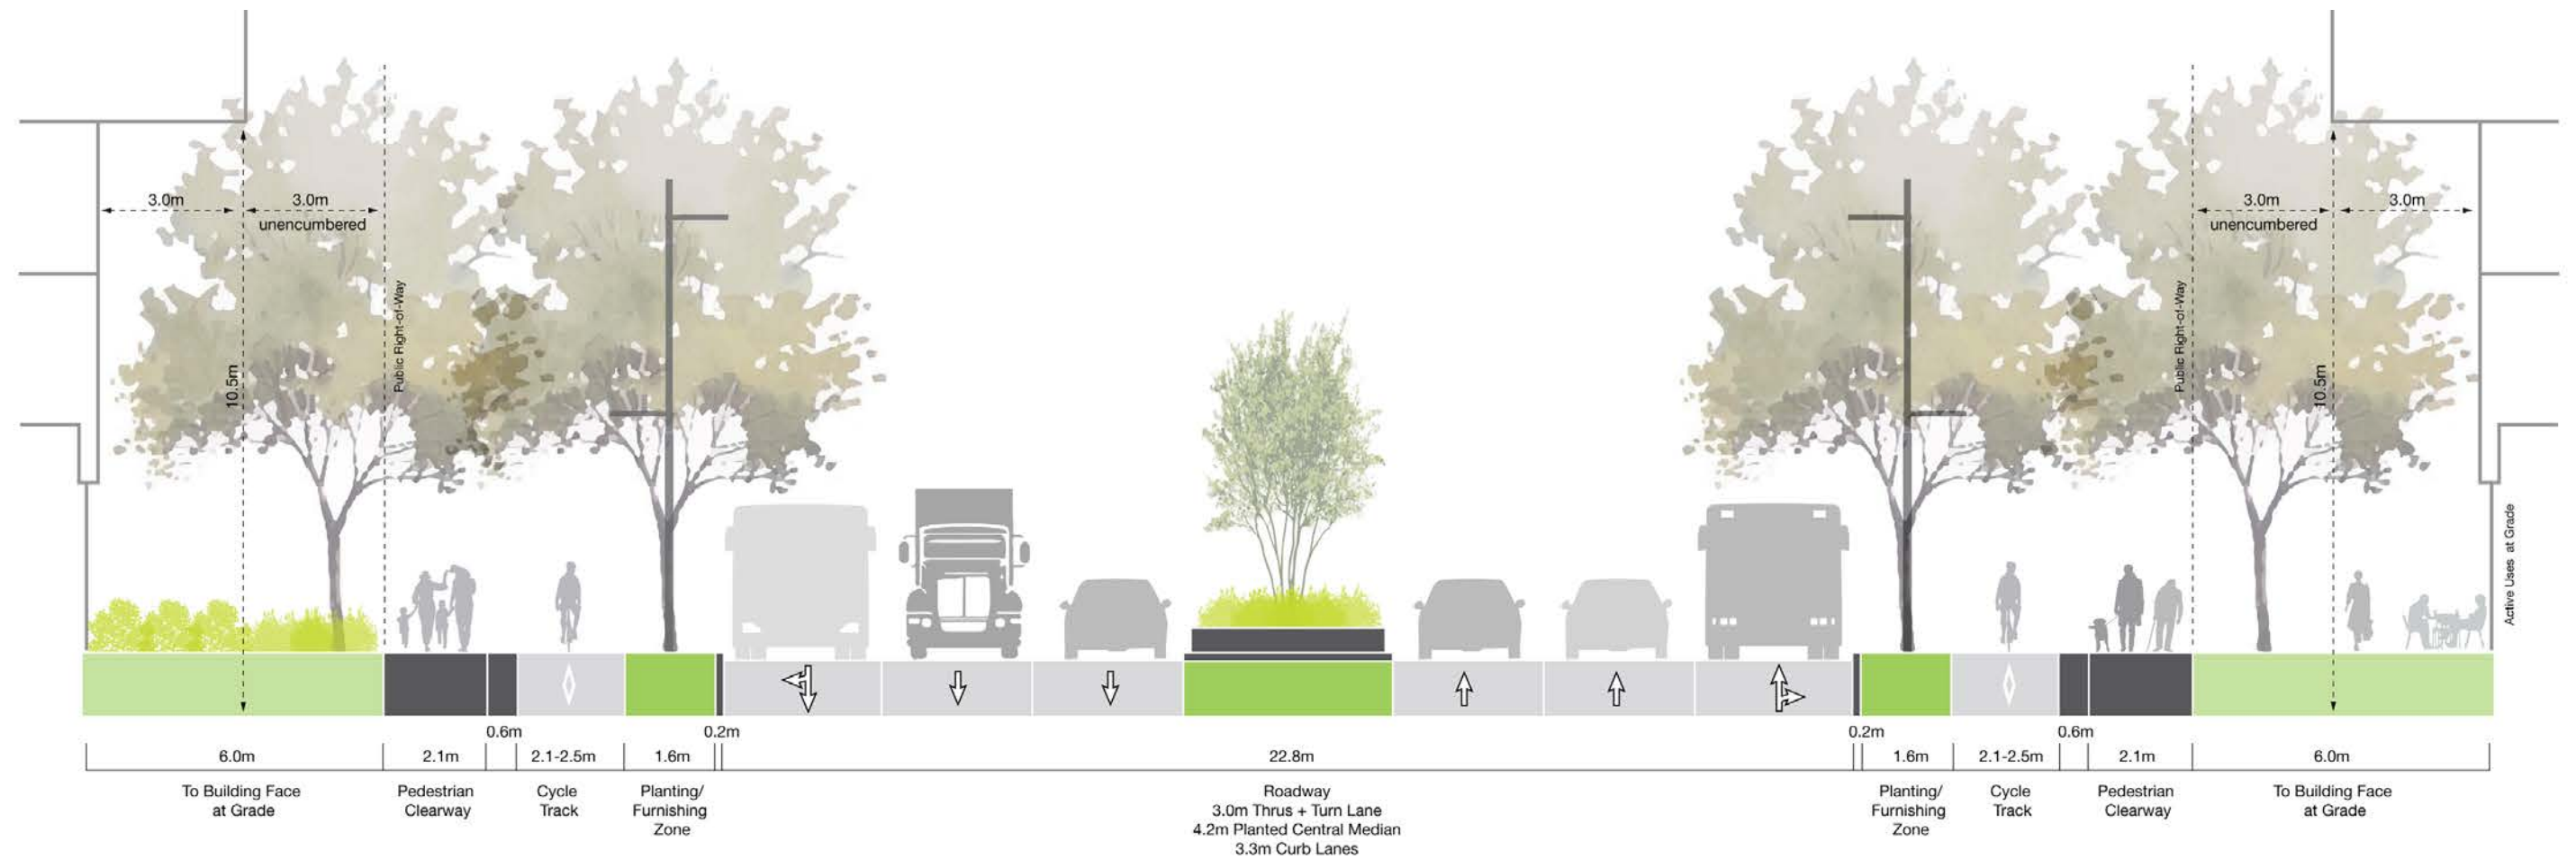 3.0m
3.0m
unencumbered
10.5m
Public Right-of-Way
3.0m
unencumbered
3.0m
Public Right-of-Way
10.5m
Active Uses at Grade
0.6m
0.2m
0.2m
0.6m
6.0m
2.1m
2.1-2.5m
1.6m
22.8m
1.6m
2.1-2.5m
2.1m
6.0m
To Building Face
at Grade
Pedestrian
Clearway
Cycle
Track
Planting/
Furnishing
Zone
Roadway
3.0m Thrus + Turn Lane
4.2m Planted Central Median
3.3m Curb Lanes
Planting/
Furnishing
Zone
Cycle
Track
Pedestrian
Clearway
To Building Face
at Grade